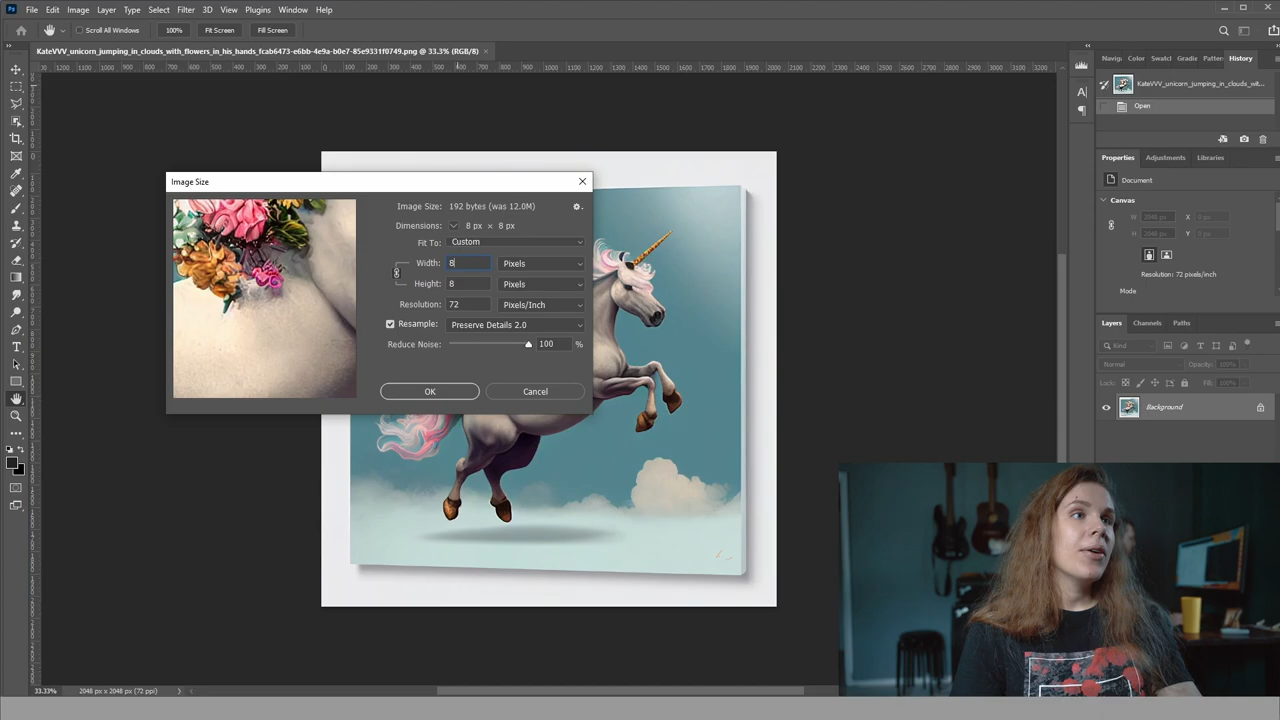 Ps File Edit Image Layer Type Select Filter 3D View Plugins Window Help
Scroll All Windows 100% Fit Screen Fill Screen
KateVVV_unicorn_jumping_in_clouds_with_flowers_in_his_hands_fcab6473-e6bb-4e9a-b0e7-85e9331f0749.png @ 33.3% (RGB/8)
Navig Color Swatcl Gradie Patter History
KateVVV_unicorn_jumping_in_clouds_wit...
Open
Properties Adjustments Libraries
Document
Canvas
W 2048 px X 0 px
H 2048 px Y 0 px
Resolution: 72 pixels/inch
Mode
Layers Channels Paths
Kind
Normal Opacity: 100%
Lock: Fill: 100%
Background
Image Size
Image Size: 192 bytes (was 12.0M)
Dimensions: 8 px × 8 px
Fit To: Custom
Width: 8 Pixels
Height: 8 Pixels
Resolution: 72 Pixels/Inch
Resample: Preserve Details 2.0
Reduce Noise: 100 %
OK Cancel
33.33% 2048 px x 2048 px (72 ppi)